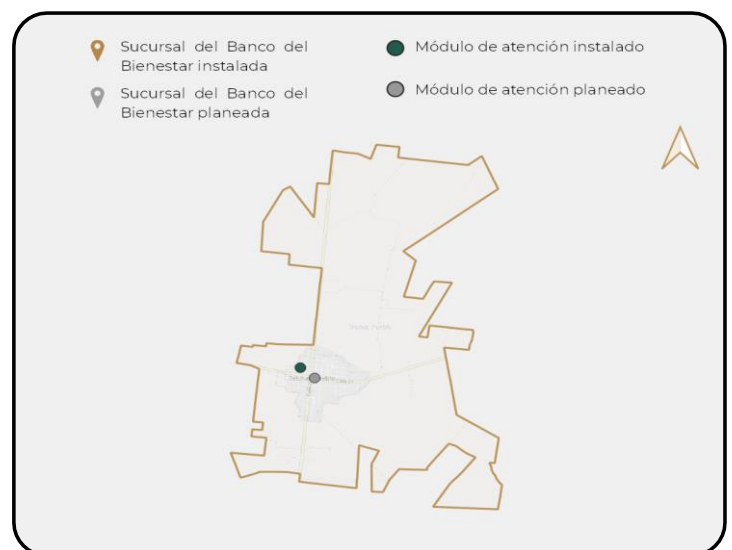 Sucursal del Banco del
Bienestar instalada
Sucursal del Banco del
Bienestar planeada
Módulo de atención instalado
Módulo de atención planeado